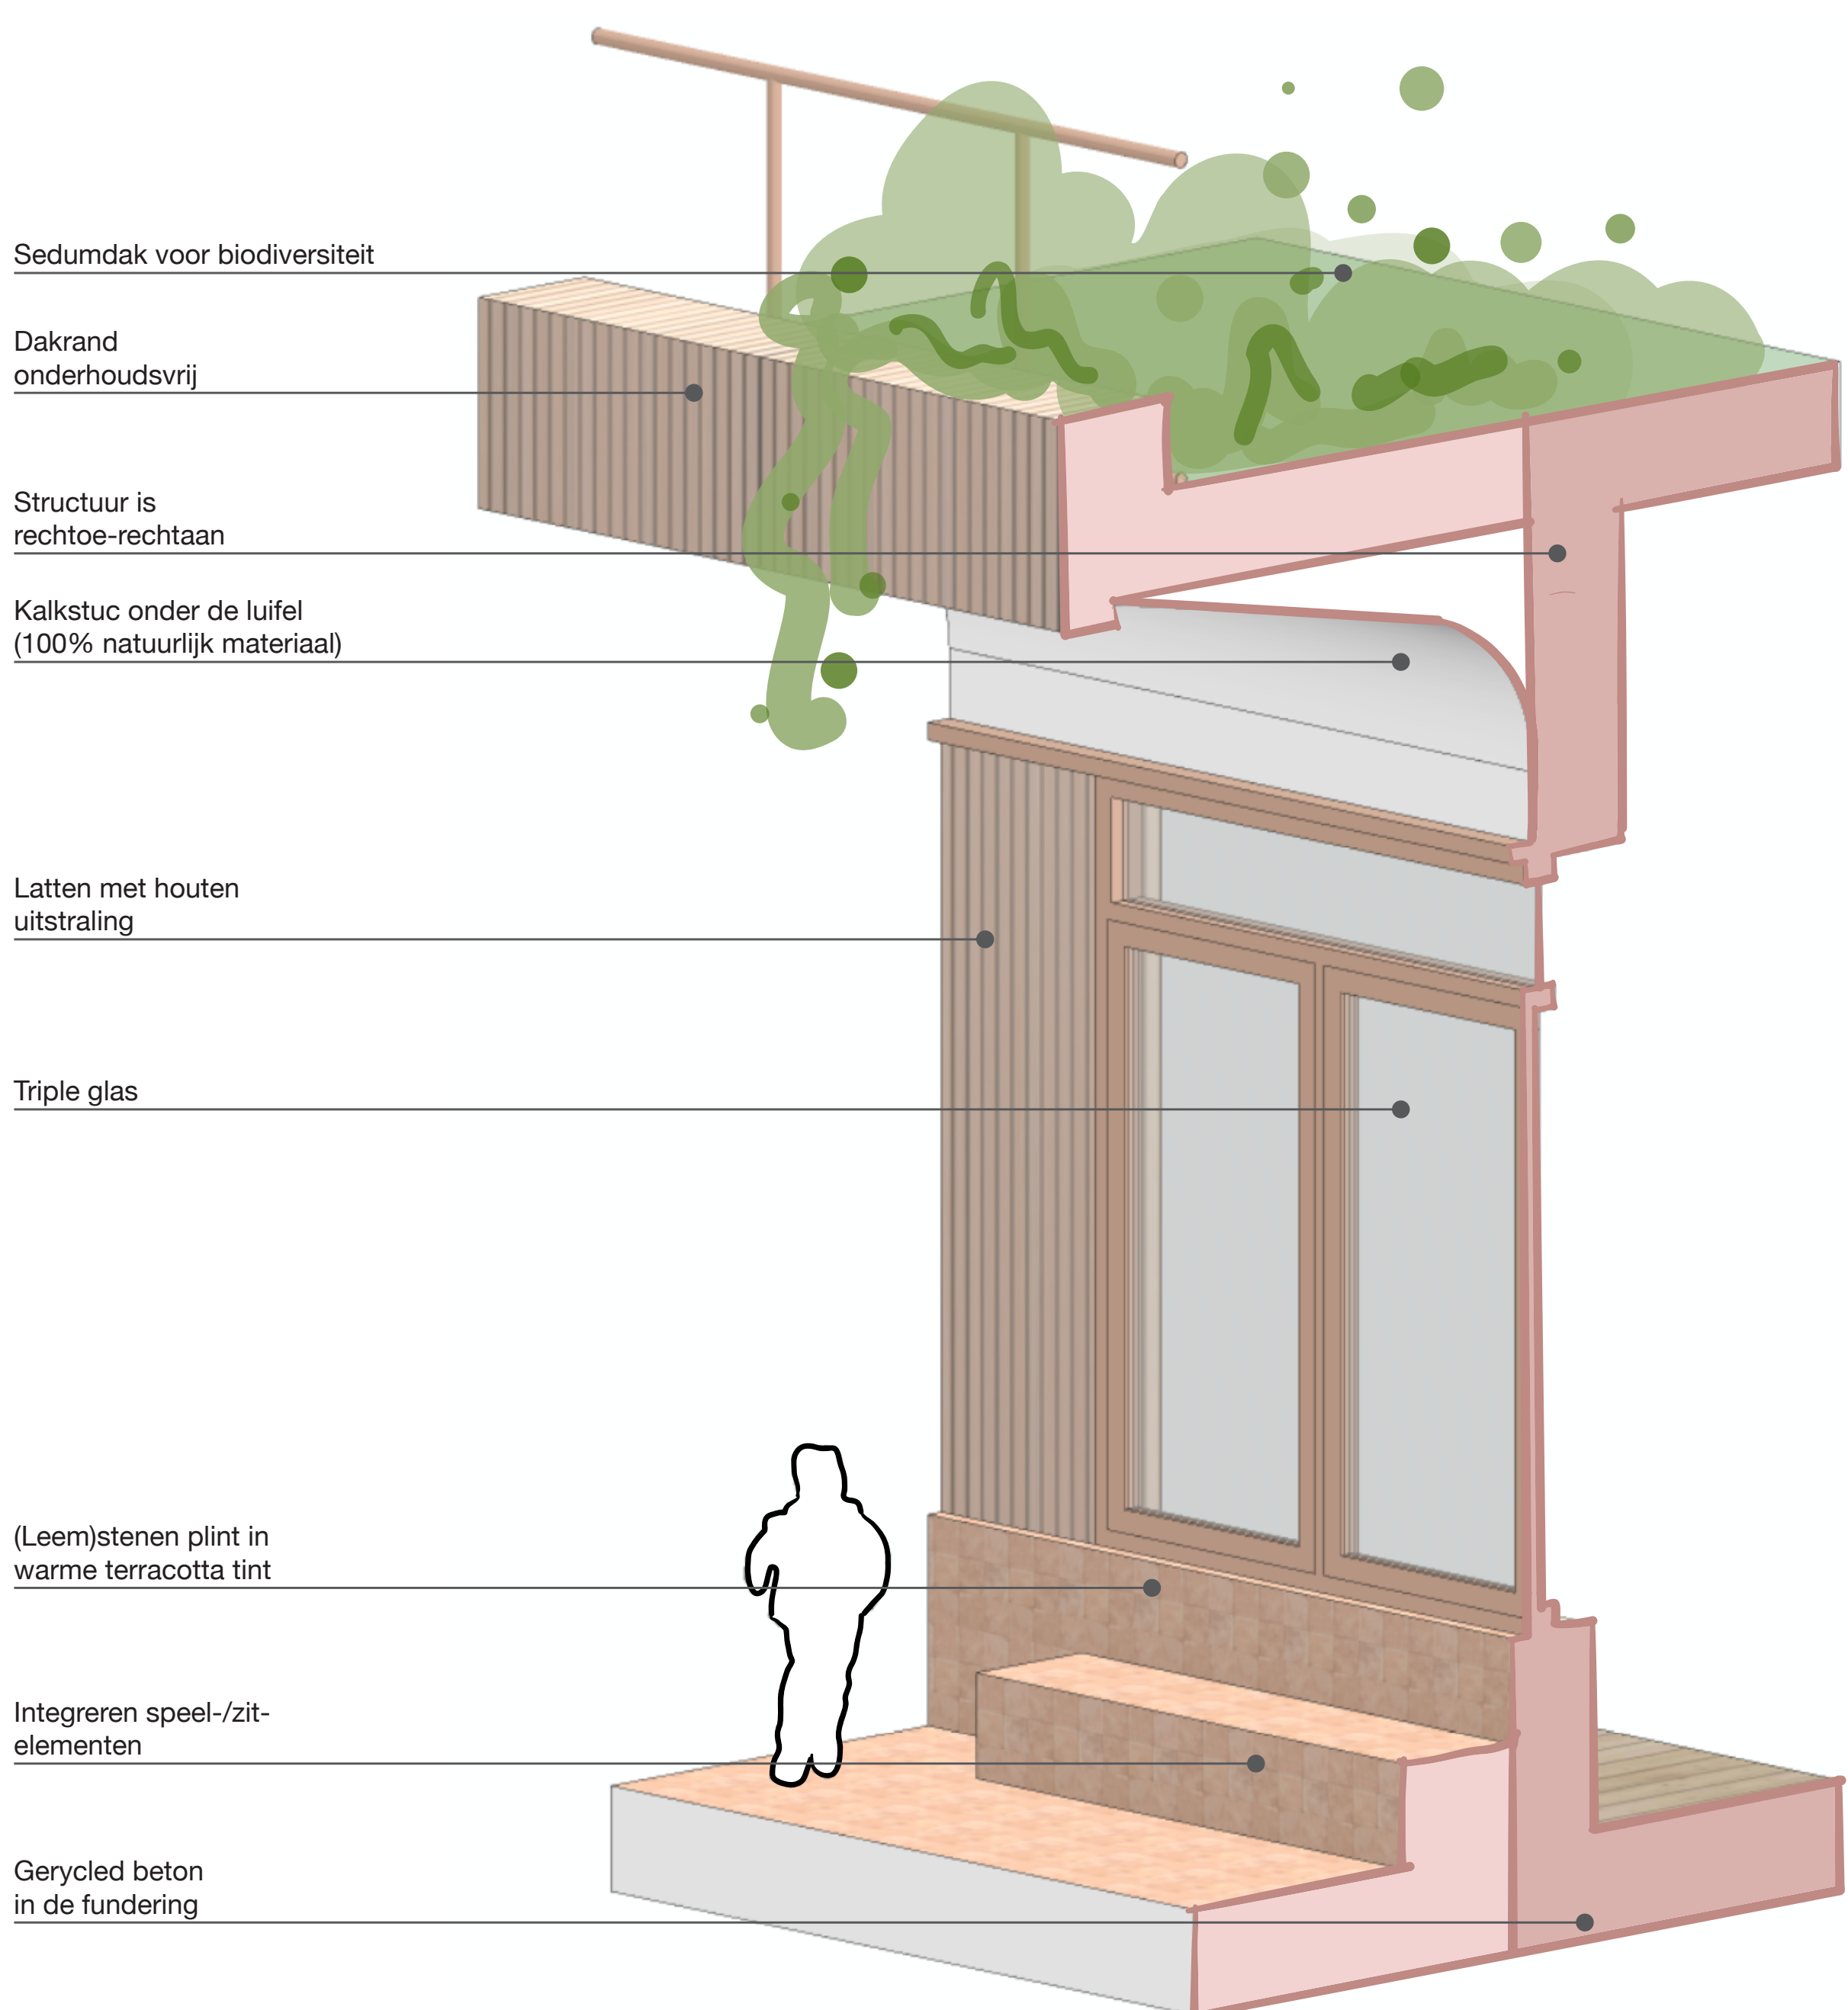 Sedumdak voor biodiversiteit
Dakrand
onderhoudsvrij
Structuur is
rechtoe-rechtaan
Kalkstuc onder de luifel
(100% natuurlijk materiaal)
Latten met houten
uitstraling
Triple glas
(Leem)stenen plint in
warme terracotta tint
Integreren speel-/zit-
elementen
Gerycled beton
in de fundering